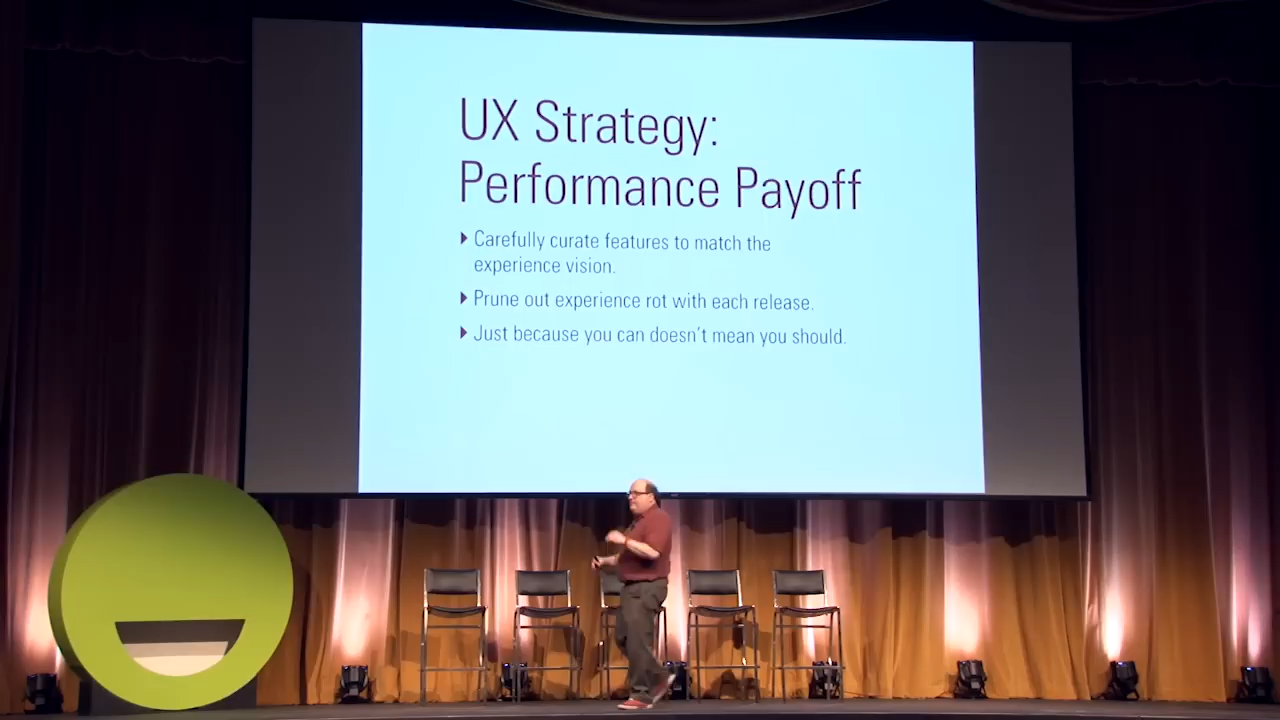 UX Strategy:
Performance Payoff
Carefully curate features to match the
experience vision.
Prune out experience rot with each release.
Just because you can doesn't mean you should.